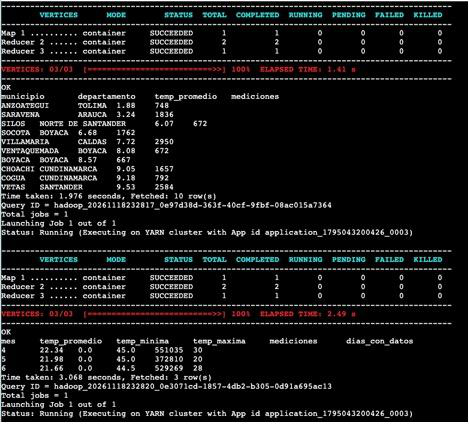 VERTICES MODE STATUS TOTAL COMPLETED RUNNING PENDING FAILED KILLED
Map 1 .......... container SUCCEEDED 1 1 0 0 0 0
Reducer 2 ...... container SUCCEEDED 2 2 0 0 0 0
Reducer 3 ...... container SUCCEEDED 1 1 0 0 0 0
VERTICES: 03/03 [==========================>>] 100% ELAPSED TIME: 1.41 s
OK
municipio departamento temp_promedio mediciones
ANZOATEGUI TOLIMA 1.88 748
SARAVENA ARAUCA 3.24 1836
SILOS NORTE DE SANTANDER 6.07 672
SOCOTA BOYACA 6.68 1762
VILLAMARIA CALDAS 7.72 2950
VENTAQUEMADA BOYACA 8.08 672
BOYACA BOYACA 8.57 667
CHOACHI CUNDINAMARCA 9.05 1657
COGUA CUNDINAMARCA 9.18 792
VETAS SANTANDER 9.53 2584
Time taken: 1.976 seconds, Fetched: 10 row(s)
Query ID = hadoop_20261118232817_0e97d38d-363f-40cf-9fbf-08ac015a7364
Total jobs = 1
Launching Job 1 out of 1
Status: Running (Executing on YARN cluster with App id application_1795043200426_0003)
VERTICES MODE STATUS TOTAL COMPLETED RUNNING PENDING FAILED KILLED
Map 1 .......... container SUCCEEDED 1 1 0 0 0 0
Reducer 2 ...... container SUCCEEDED 2 2 0 0 0 0
Reducer 3 ...... container SUCCEEDED 1 1 0 0 0 0
VERTICES: 03/03 [==========================>>] 100% ELAPSED TIME: 2.49 s
OK
mes temp_promedio temp_minima temp_maxima mediciones dias_con_datos
4 22.34 0.0 45.0 551035 30
5 21.98 0.0 45.0 372810 20
6 21.66 0.0 44.5 529269 28
Time taken: 3.068 seconds, Fetched: 3 row(s)
Query ID = hadoop_20261118232820_0e3071cd-1857-4db2-b305-0d91a695ac13
Total jobs = 1
Launching Job 1 out of 1
Status: Running (Executing on YARN cluster with App id application_1795043200426_0003)